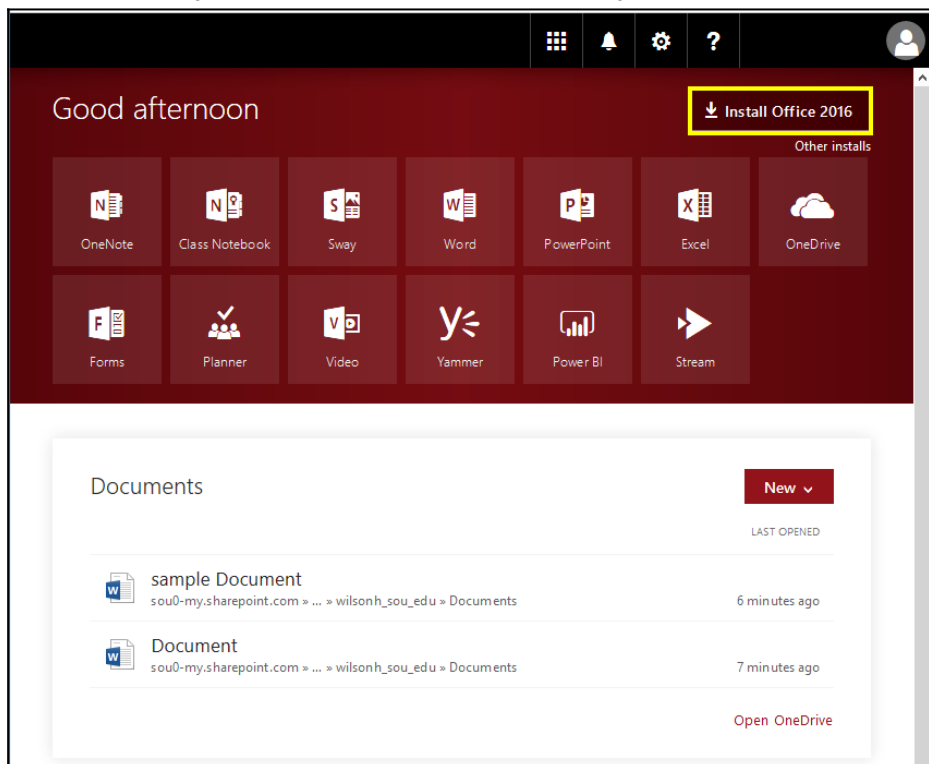 ?
Good afternoon
Install Office 2016
Other installs
N N S W P X
OneNote Class Notebook Sway Word PowerPoint Excel OneDrive
F V y
Forms Planner Video Yammer Power BI Stream
Documents
New
LAST OPENED
W sample Document
sou0-my.sharepoint.com » ... » wilsonh_sou_edu » Documents 6 minutes ago
W Document
sou0-my.sharepoint.com » ... » wilsonh_sou_edu » Documents 7 minutes ago
Open OneDrive